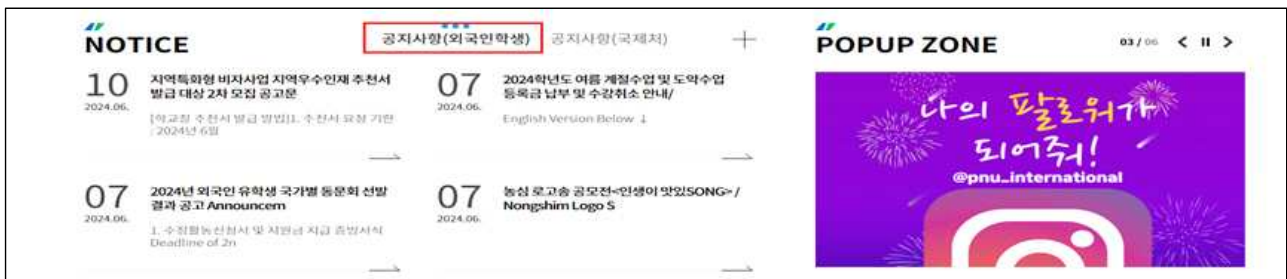 NOTICE
공지사항(외국인학생) 공지사항(국제처)
10
2024.06.
지역특화형 비자사업 지역우수인재 추천서
발급 대상 2차 모집 공고문
[학교장 추천서 발급 방법]1. 추천서 요청 기한
: 2024년 6월
07
2024.06.
2024학년도 여름 계절수업 및 도약수업
등록금 납부 및 수강취소 안내/
English Version Below ↓
07
2024.06.
2024년 외국인 유학생 국가별 동문회 선발
결과 공고 Announcem
1. 수정활동신청서 및 지원금 지급 증빙서식
Deadline of 2n
07
2024.06.
농심 로고송 공모전<인생이 맛있SONG> /
Nongshim Logo S
POPUP ZONE
03 / 06
나의 팔로워가
되어줘!
@pnu_international